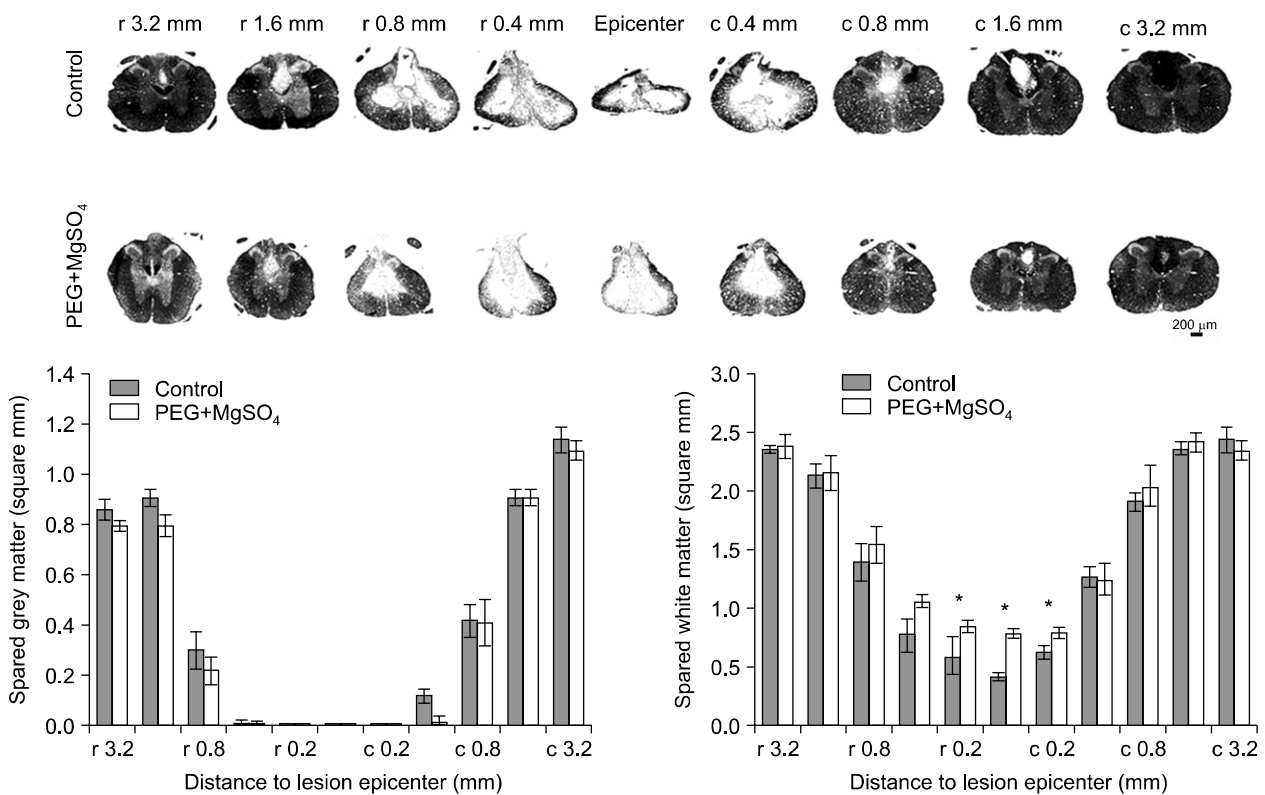 r 3.2 mm r 1.6 mm r 0.8 mm r 0.4 mm Epicenter c 0.4 mm c 0.8 mm c 1.6 mm c 3.2 mm
Control
PEG+MgSO₄
200 μm
1.4
1.2
1.0
0.8
0.6
0.4
0.2
0.0
Spared grey matter (square mm)
Control
PEG+MgSO₄
r 3.2 r 0.8 r 0.2 c 0.2 c 0.8 c 3.2
Distance to lesion epicenter (mm)
3.0
2.5
2.0
1.5
1.0
0.5
0.0
Spared white matter (square mm)
Control
PEG+MgSO₄
* * *
r 3.2 r 0.8 r 0.2 c 0.2 c 0.8 c 3.2
Distance to lesion epicenter (mm)